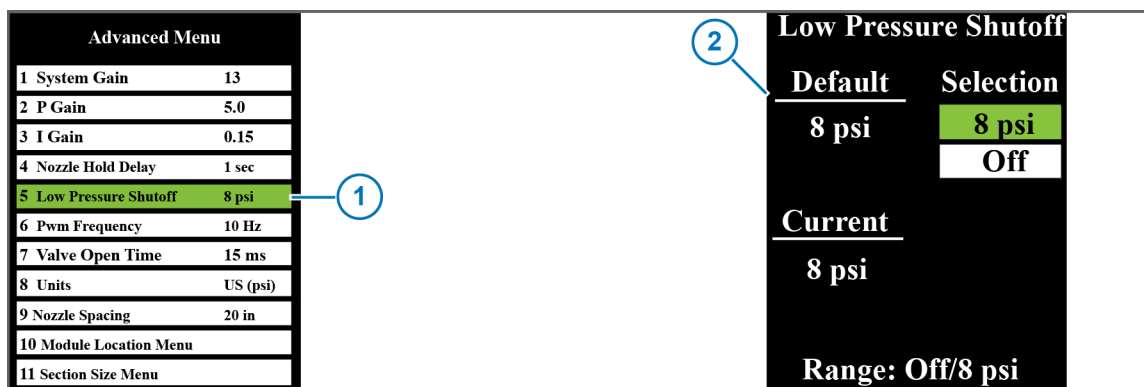 Advanced Menu
1 System Gain 13
2 P Gain 5.0
3 I Gain 0.15
4 Nozzle Hold Delay 1 sec
5 Low Pressure Shutoff 8 psi
6 Pwm Frequency 10 Hz
7 Valve Open Time 15 ms
8 Units US (psi)
9 Nozzle Spacing 20 in
10 Module Location Menu
11 Section Size Menu
1
2
Low Pressure Shutoff
Default Selection
8 psi 8 psi
Off
Current
8 psi
Range: Off/8 psi